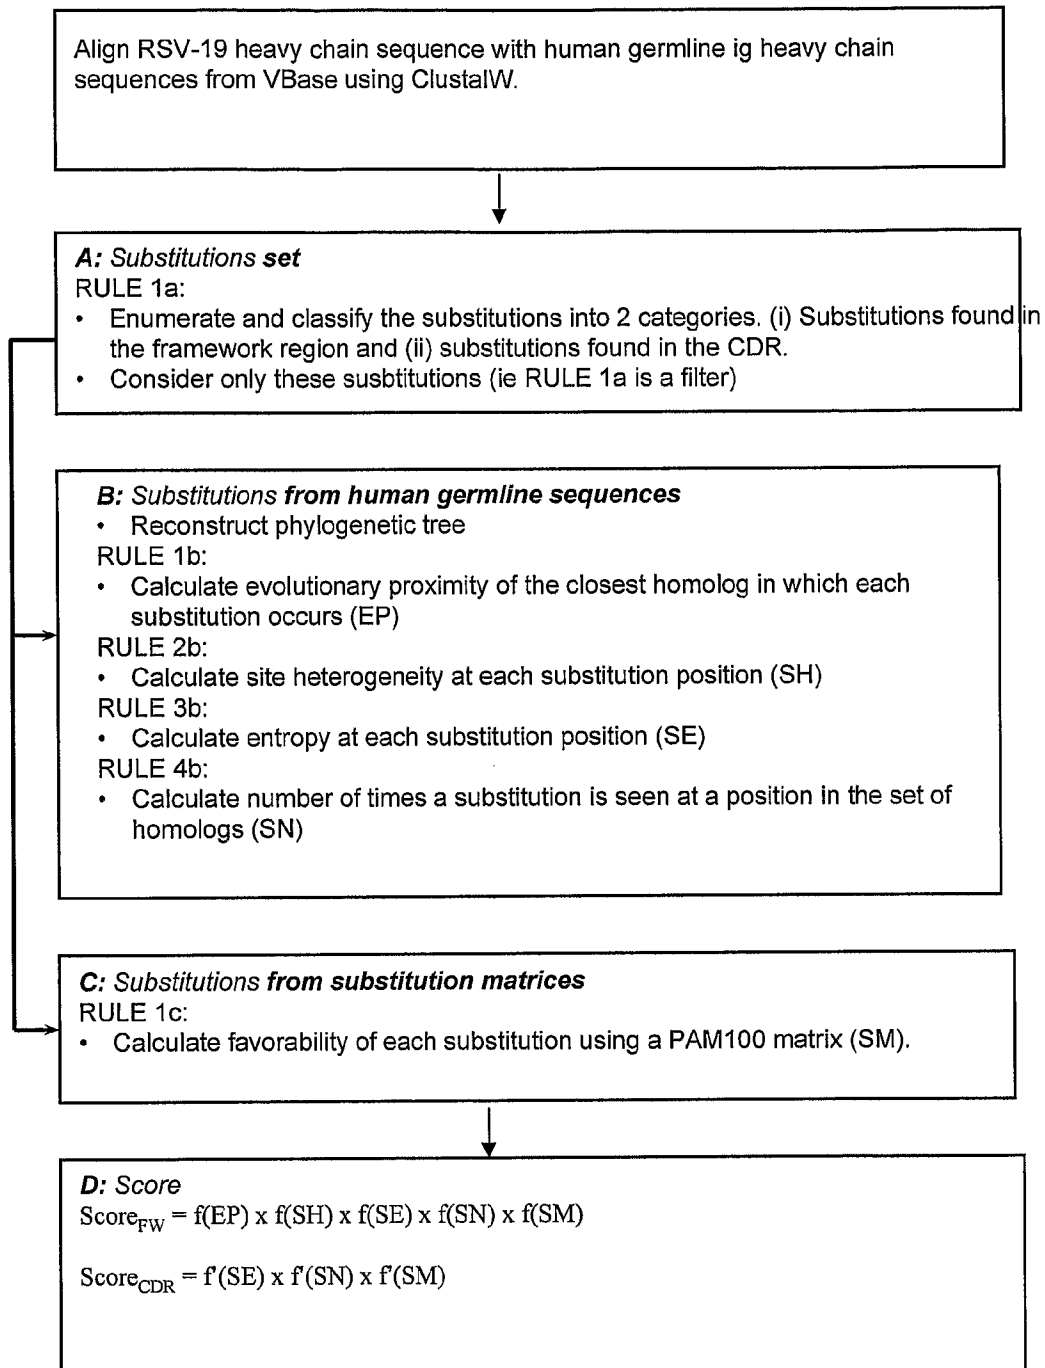 Align RSV-19 heavy chain sequence with human germline ig heavy chain
sequences from VBase using ClustalW.
A: Substitutions set
RULE 1a:
• Enumerate and classify the substitutions into 2 categories. (i) Substitutions found in
the framework region and (ii) substitutions found in the CDR.
• Consider only these susbtitutions (ie RULE 1a is a filter)
B: Substitutions from human germline sequences
• Reconstruct phylogenetic tree
RULE 1b:
• Calculate evolutionary proximity of the closest homolog in which each
substitution occurs (EP)
RULE 2b:
• Calculate site heterogeneity at each substitution position (SH)
RULE 3b:
• Calculate entropy at each substitution position (SE)
RULE 4b:
• Calculate number of times a substitution is seen at a position in the set of
homologs (SN)
C: Substitutions from substitution matrices
RULE 1c:
• Calculate favorability of each substitution using a PAM100 matrix (SM).
D: Score
Score_FW = f(EP) x f(SH) x f(SE) x f(SN) x f(SM)
Score_CDR = f'(SE) x f'(SN) x f'(SM)